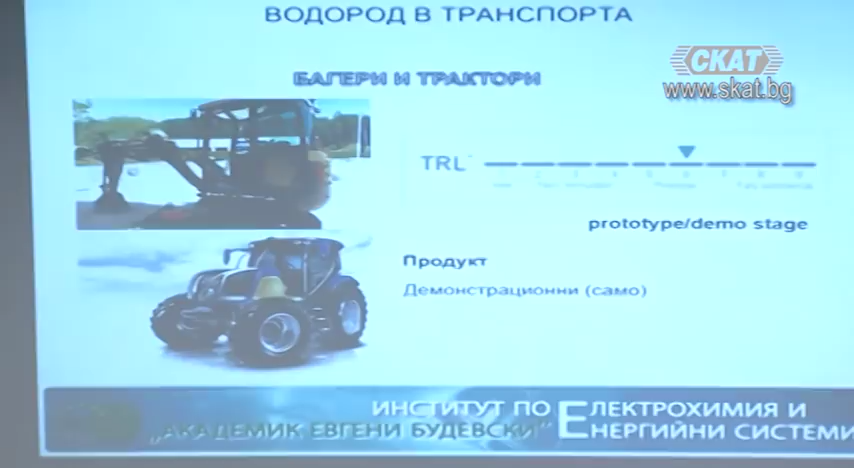 ВОДОРОД В ТРАНСПОРТА
СКАТ
www.skat.bg
БАГЕРИ И ТРАКТОРИ
TRL
prototype/demo stage
Продукт
Демонстрационни (само)
ИНСТИТУТ ПО ЕЛЕКТРОХИМИЯ И
„АКАДЕМИК ЕВГЕНИ БУДЕВСКИ" ЕНЕРГИЙНИ СИСТЕМИ